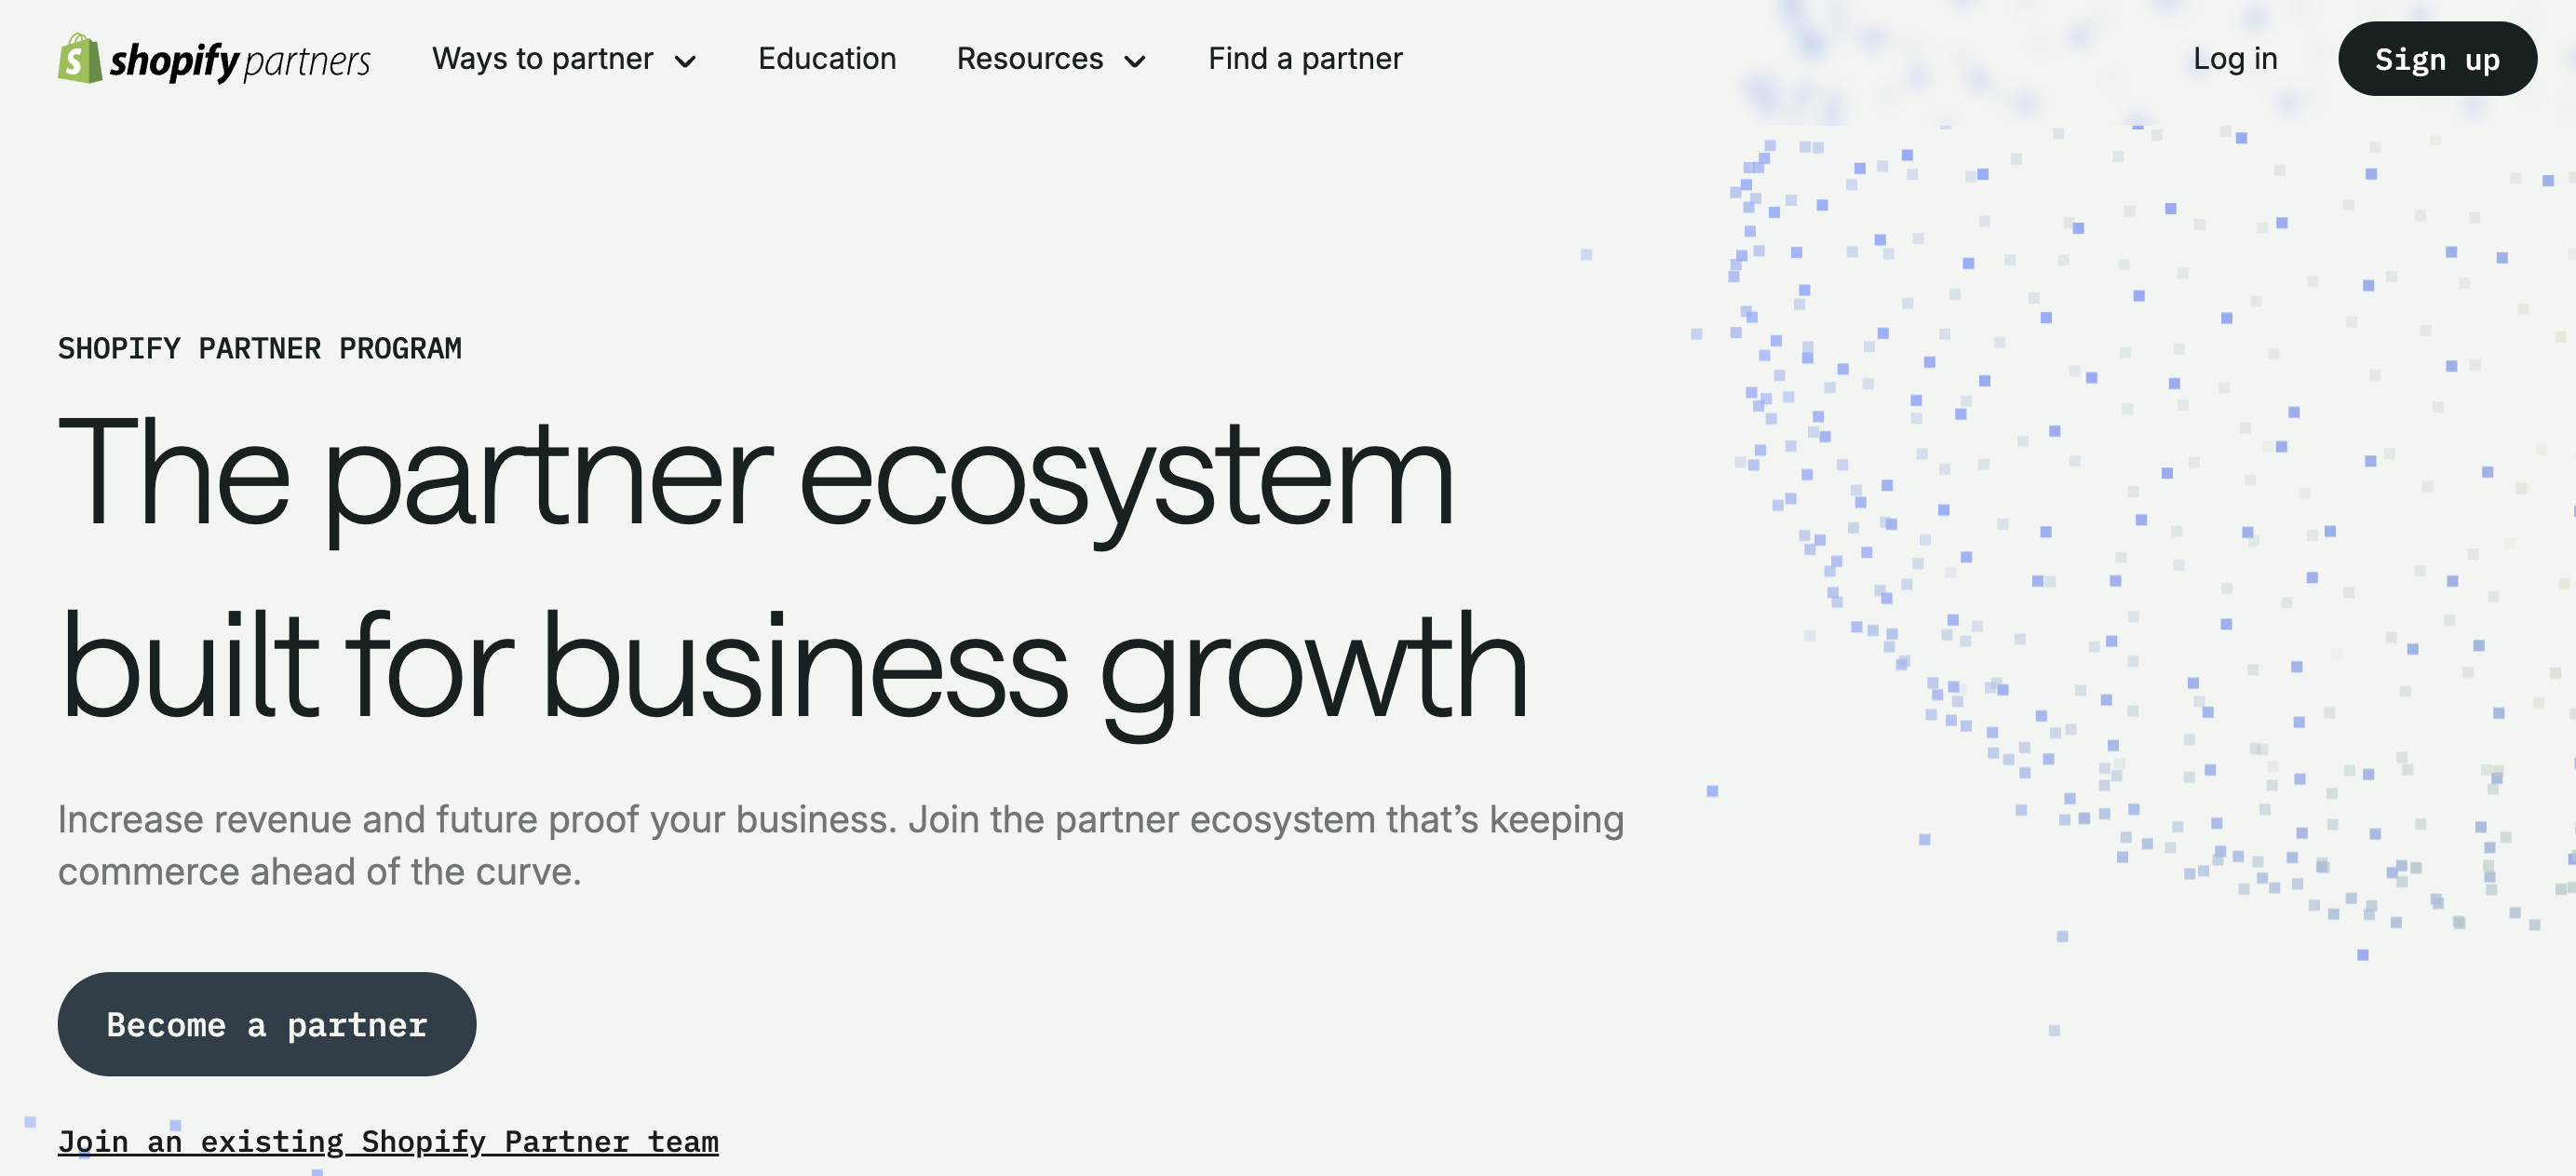 shopify partners
Ways to partner
Education
Resources
Find a partner
Log in
Sign up
SHOPIFY PARTNER PROGRAM
The partner ecosystem
built for business growth
Increase revenue and future proof your business. Join the partner ecosystem that’s keeping
commerce ahead of the curve.
Become a partner
Join an existing Shopify Partner team